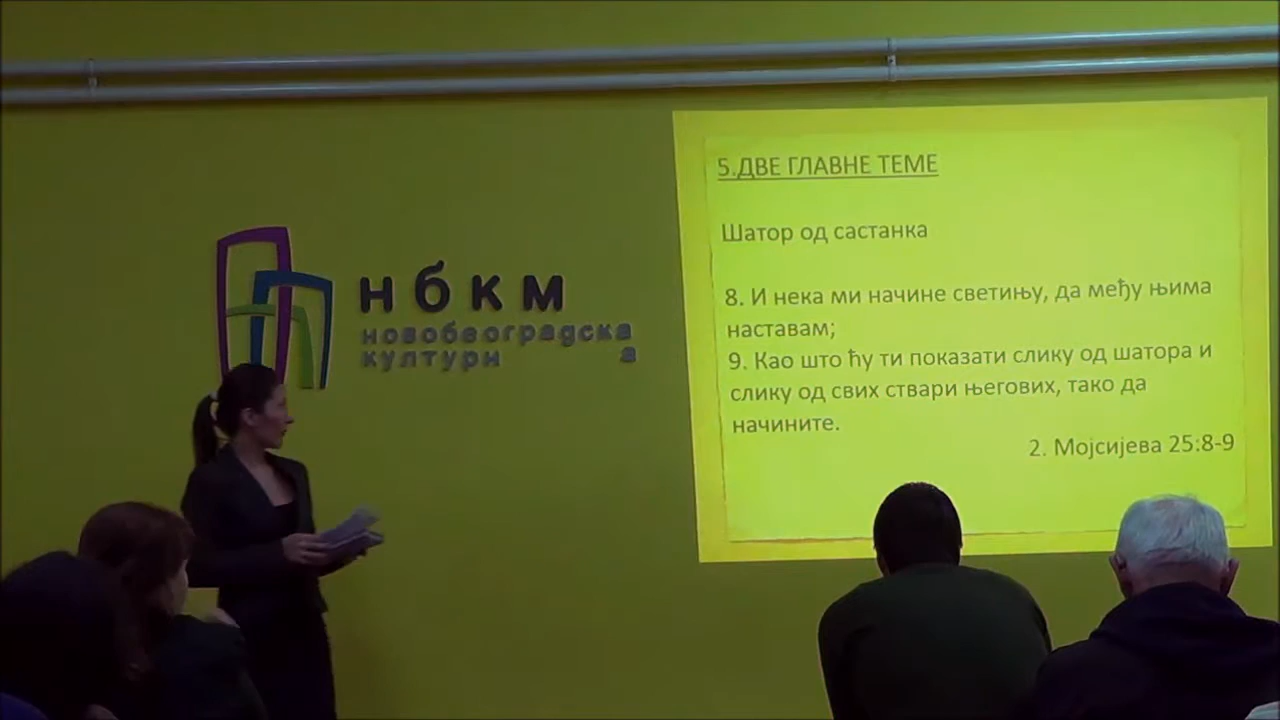 нбкм
новобеоградска
култури
а
5.ДВЕ ГЛАВНЕ ТЕМЕ
Шатор од састанка
8. И нека ми начине светињу, да међу њима
наставам;
9. Као што ћу ти показати слику од шатора и
слику од свих ствари његових, тако да
начините.
2. Мојсијева 25:8-9